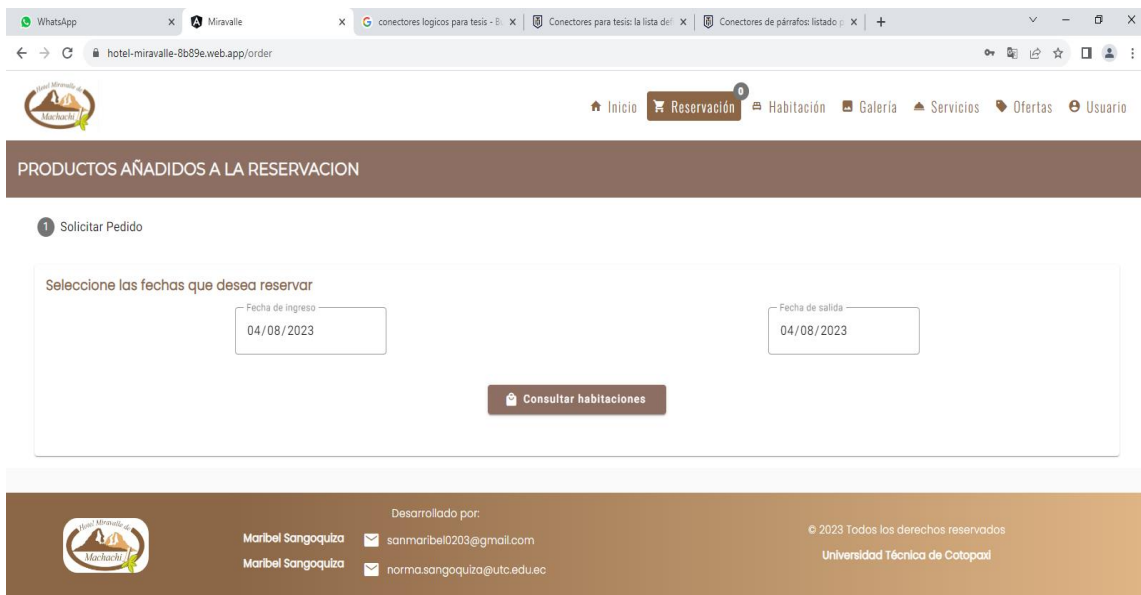 WhatsApp
Miravalle
conectores logicos para tesis - B
Conectores para tesis: la lista def
Conectores de párrafos: listado p
hotel-miravalle-8b89e.web.app/order
Hotel Miravalle de
Machachi
Inicio
Reservación
0
Habitación
Galería
Servicios
Ofertas
Usuario
PRODUCTOS AÑADIDOS A LA RESERVACION
1 Solicitar Pedido
Seleccione las fechas que desea reservar
Fecha de ingreso
04/08/2023
Fecha de salida
04/08/2023
Consultar habitaciones
Hotel Miravalle de
Machachi
Desarrollado por:
Maribel Sangoquiza sanmaribel0203@gmail.com
Maribel Sangoquiza norma.sangoquiza@utc.edu.ec
© 2023 Todos los derechos reservados
Universidad Técnica de Cotopaxi